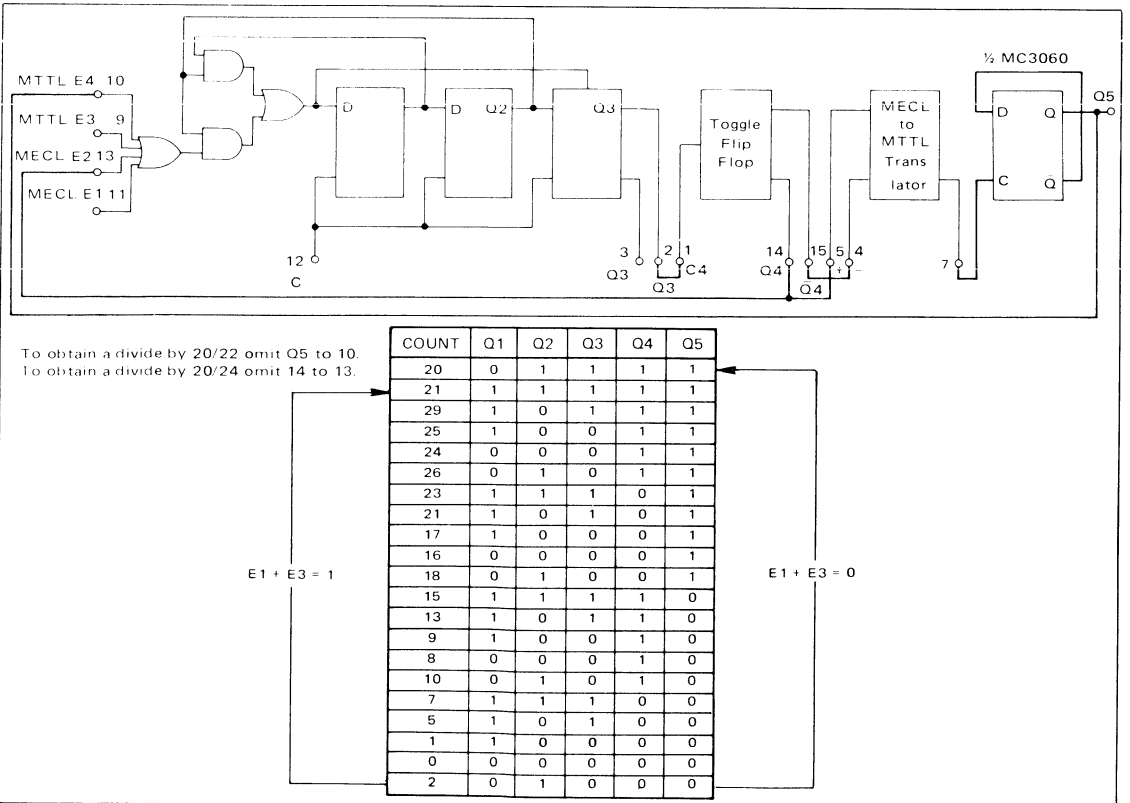 ½ MC3060
MTTL E4 10
MTTL E3 9
MECL E2 13
MECL E1 11
D
D Q2
Q3
Toggle
Flip
Flop
MECL
to
MTTL
Trans
lator
D Q
C Q̄
Q5
12
C
3
Q3
2
Q3
1
C4
14
Q4
15
Q̄4
5
+
4
−
7
To obtain a divide by 20/22 omit Q5 to 10.
To obtain a divide by 20/24 omit 14 to 13.
COUNT Q1 Q2 Q3 Q4 Q5
20 0 1 1 1 1
21 1 1 1 1 1
29 1 0 1 1 1
25 1 0 0 1 1
24 0 0 0 1 1
26 0 1 0 1 1
23 1 1 1 0 1
21 1 0 1 0 1
17 1 0 0 0 1
16 0 0 0 0 1
18 0 1 0 0 1
15 1 1 1 1 0
13 1 0 1 1 0
9 1 0 0 1 0
8 0 0 0 1 0
10 0 1 0 1 0
7 1 1 1 0 0
5 1 0 1 0 0
1 1 0 0 0 0
0 0 0 0 0 0
2 0 1 0 0 0
E1 + E3 = 1
E1 + E3 = 0